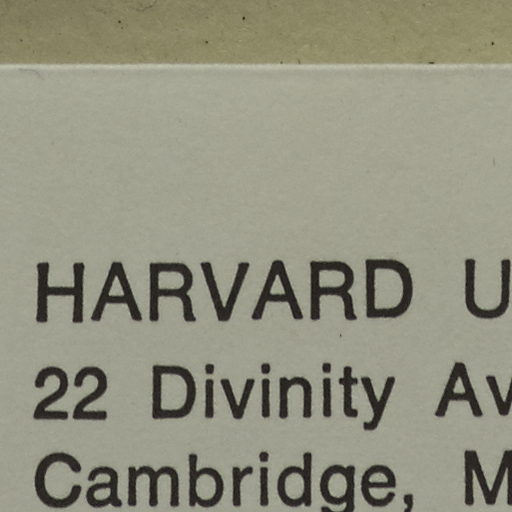 HARVARD U
22 Divinity Av
Cambridge, M